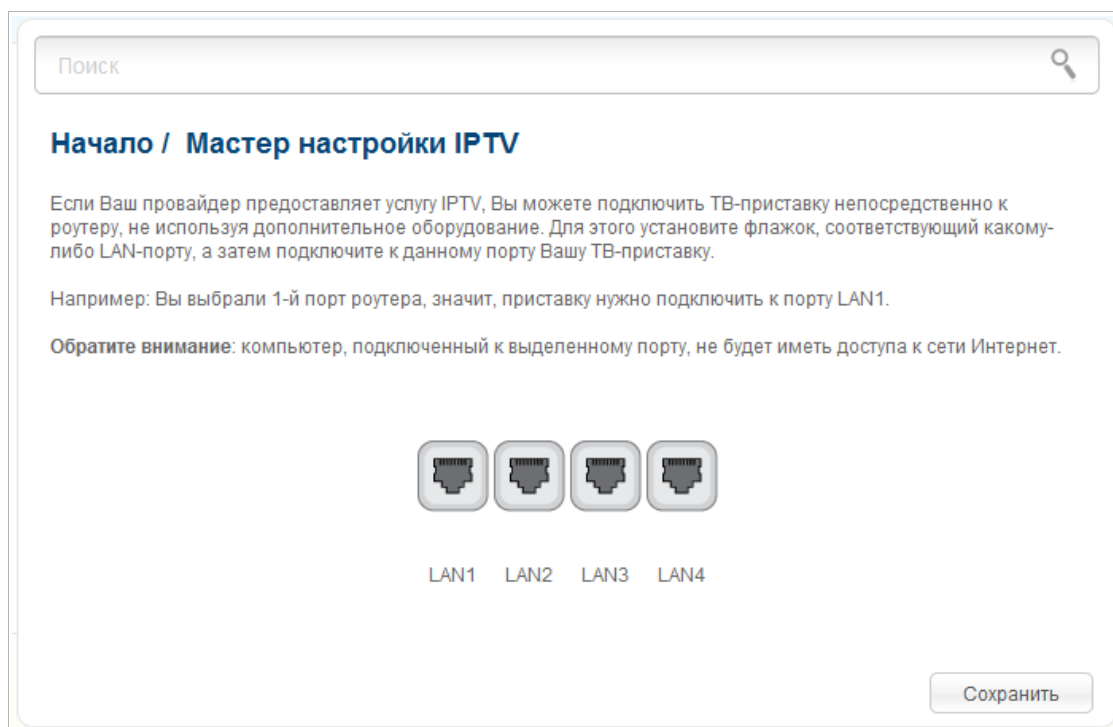 Поиск
Начало / Мастер настройки IPTV
Если Ваш провайдер предоставляет услугу IPTV, Вы можете подключить ТВ-приставку непосредственно к
роутеру, не используя дополнительное оборудование. Для этого установите флажок, соответствующий какому-
либо LAN-порту, а затем подключите к данному порту Вашу ТВ-приставку.
Например: Вы выбрали 1-й порт роутера, значит, приставку нужно подключить к порту LAN1.
Обратите внимание: компьютер, подключенный к выделенному порту, не будет иметь доступа к сети Интернет.
LAN1 LAN2 LAN3 LAN4
Сохранить